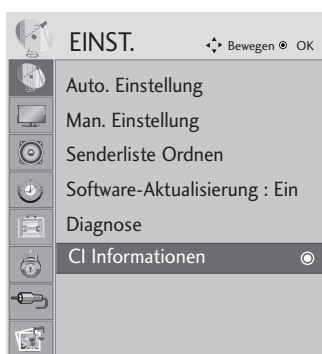 EINST. Bewegen OK
Auto. Einstellung
Man. Einstellung
Senderliste Ordnen
Software-Aktualisierung : Ein
Diagnose
CI Informationen